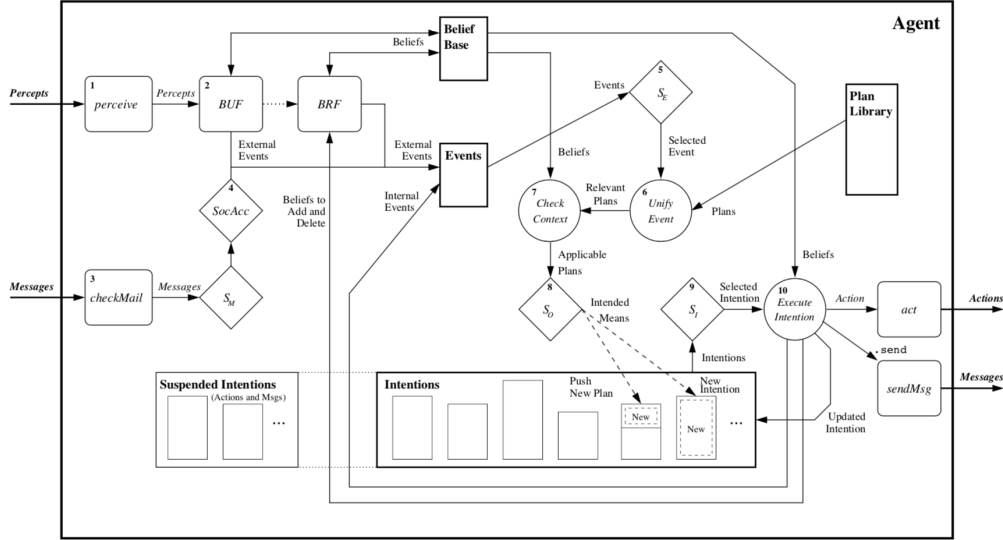 Agent
Belief
Base
Beliefs
Percepts
1
perceive
Percepts
2
BUF
BRF
5
S_E
Events
Plan
Library
External
Events
External
Events
Events
Selected
Event
Beliefs
4
SocAcc
Beliefs to
Add and
Delete
Internal
Events
7
Check
Context
Relevant
Plans
6
Unify
Event
Plans
Applicable
Plans
Beliefs
Messages
3
checkMail
Messages
S_M
8
S_O
Intended
Means
9
S_I
Selected
Intention
10
Execute
Intention
Action
act
Actions
.send
sendMsg
Messages
Intentions
Suspended Intentions
(Actions and Msgs)
...
Intentions
Push
New Plan
New
Intention
New
New
...
Updated
Intention